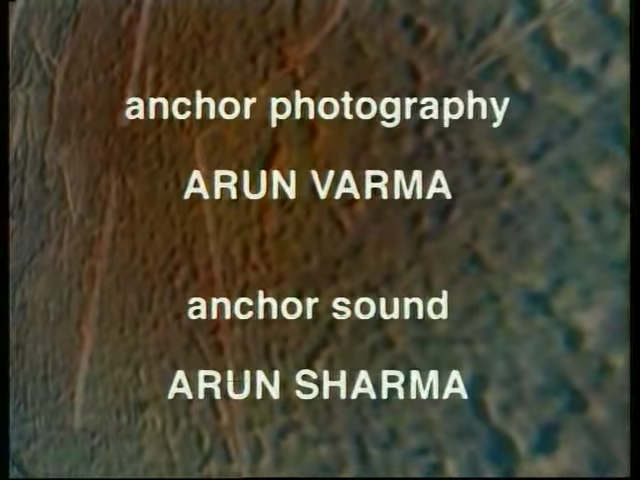 anchor photography
ARUN VARMA
anchor sound
ARUN SHARMA